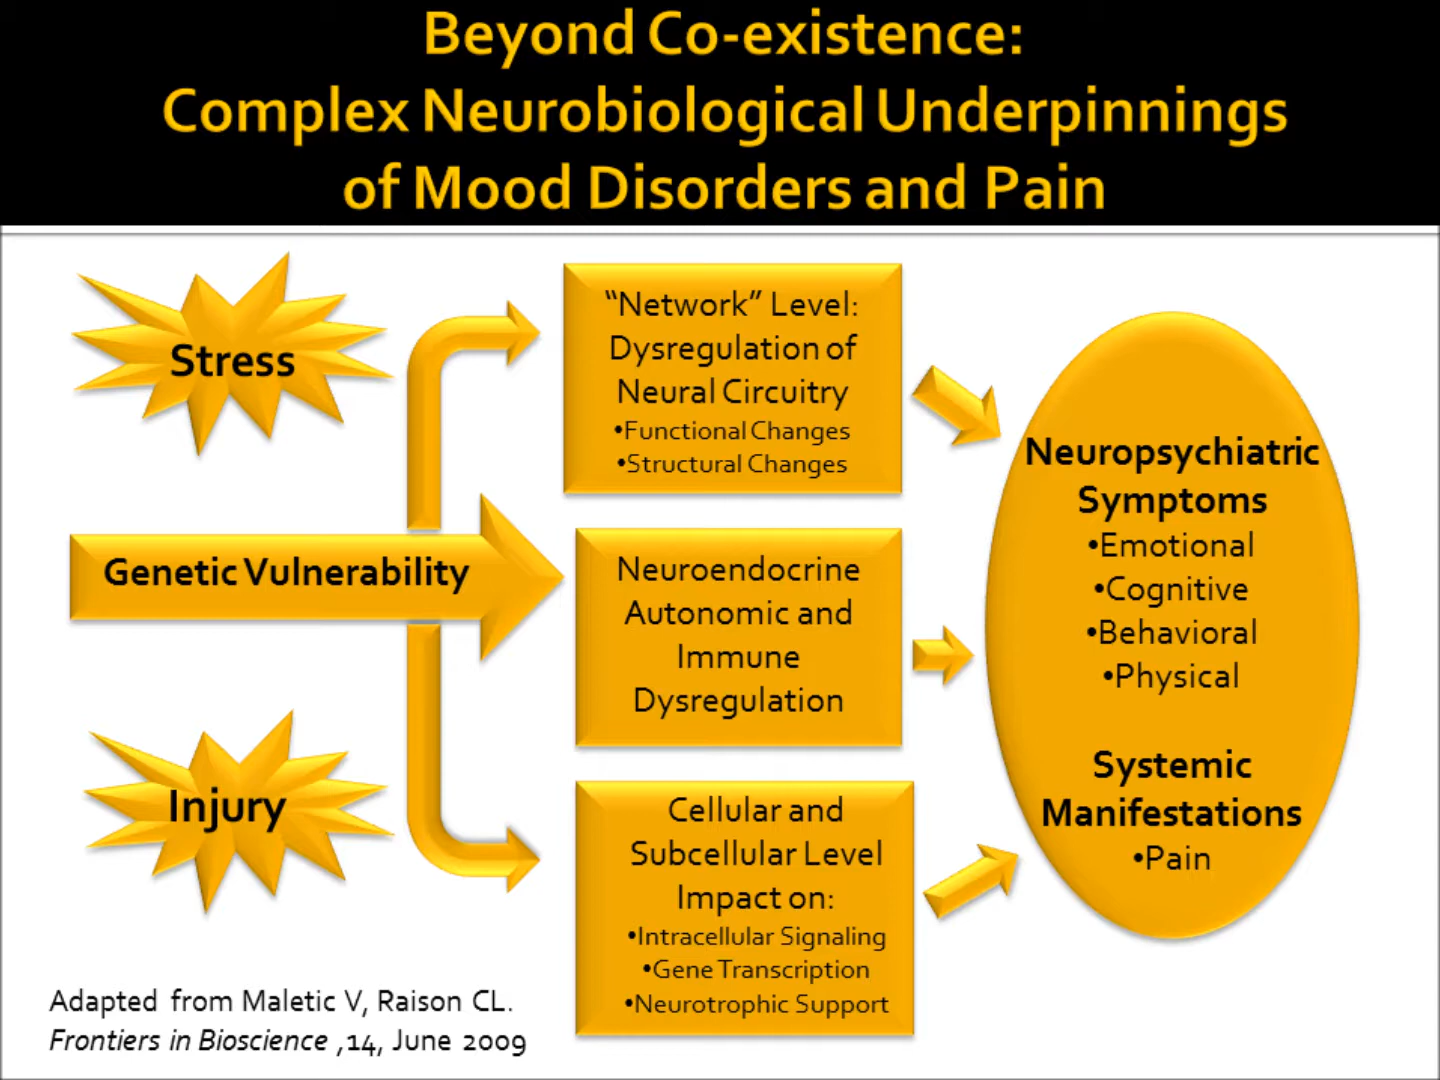 Beyond Co-existence:
Complex Neurobiological Underpinnings
of Mood Disorders and Pain
Stress
Genetic Vulnerability
Injury
“Network” Level:
Dysregulation of
Neural Circuitry
•Functional Changes
•Structural Changes
Neuroendocrine
Autonomic and
Immune
Dysregulation
Cellular and
Subcellular Level
Impact on:
•Intracellular Signaling
•Gene Transcription
•Neurotrophic Support
Neuropsychiatric
Symptoms
•Emotional
•Cognitive
•Behavioral
•Physical
Systemic
Manifestations
•Pain
Adapted from Maletic V, Raison CL.
Frontiers in Bioscience ,14, June 2009